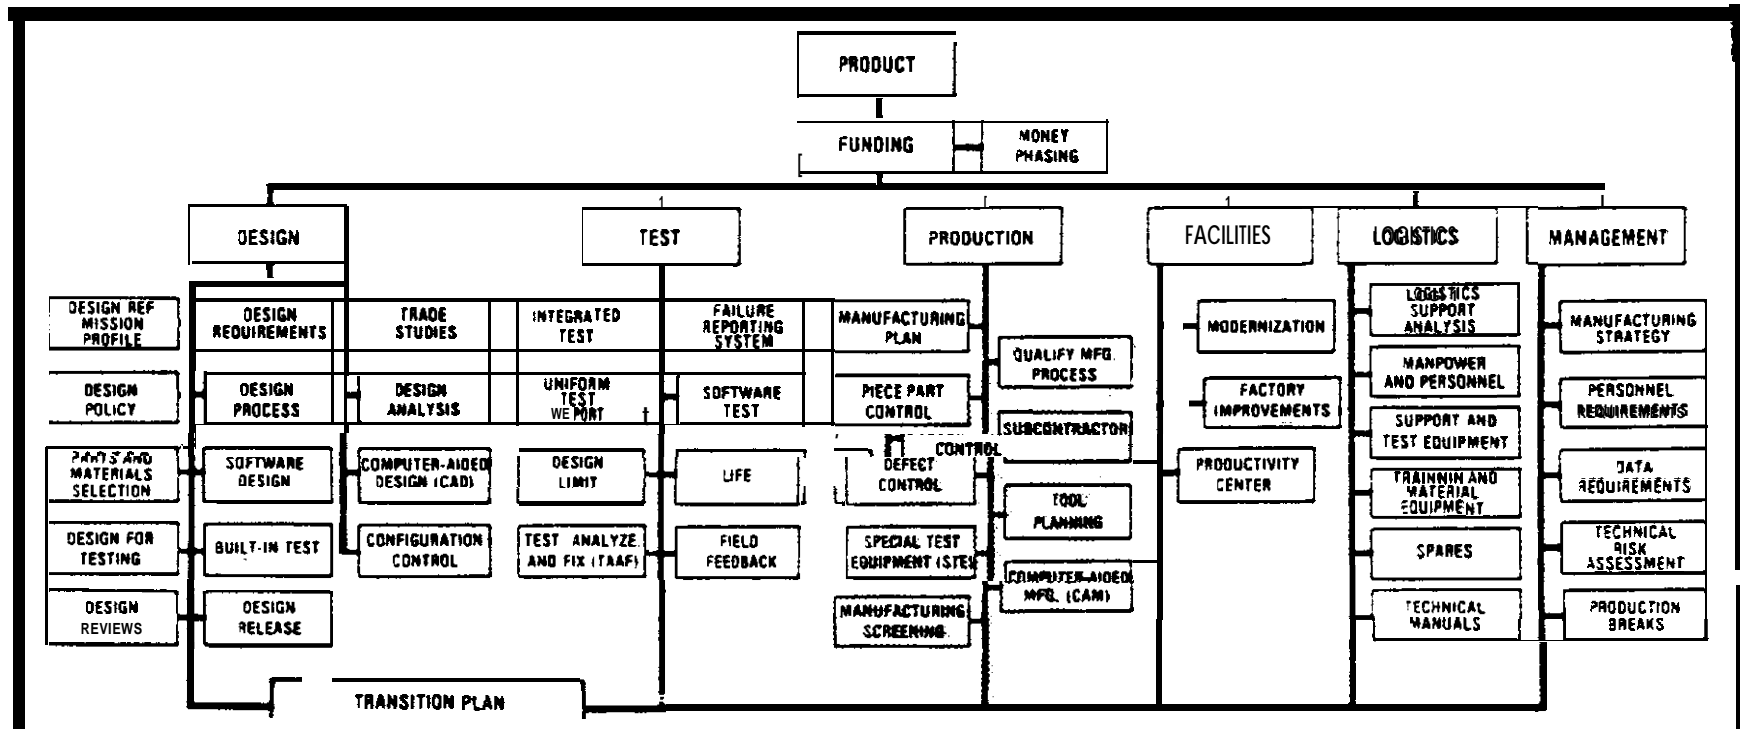 PRODUCT
FUNDING
MONEY
PHASING
DESIGN
TEST
PRODUCTION
FACILITIES
LOGISTICS
MANAGEMENT
DESIGN REF
MISSION
PROFILE
DESIGN
REQUIREMENTS
TRADE
STUDIES
INTEGRATED
TEST
FAILURE
REPORTING
SYSTEM
MANUFACTURING
PLAN
QUALIFY MFG.
PROCESS
MODERNIZATION
LOGISTICS
SUPPORT
ANALYSIS
MANUFACTURING
STRATEGY
DESIGN
POLICY
DESIGN
PROCESS
DESIGN
ANALYSIS
UNIFORM
TEST
WE PORT
SOFTWARE
TEST
PIECE PART
CONTROL
SUBCONTRACTOR
CONTROL
FACTORY
IMPROVEMENTS
MANPOWER
AND PERSONNEL
PERSONNEL
REQUIREMENTS
PARTS AND
MATERIALS
SELECTION
SOFTWARE
DESIGN
COMPUTER-AIDED
DESIGN (CAD)
DESIGN
LIMIT
LIFE
DEFECT
CONTROL
TOOL
PLANNING
PRODUCTIVITY
CENTER
SUPPORT AND
TEST EQUIPMENT
DATA
REQUIREMENTS
TRAINNIN AND
MATERIAL
EQUIPMENT
DESIGN FOR
TESTING
BUILT-IN TEST
CONFIGURATION
CONTROL
TEST ANALYZE
AND FIX (TAAF)
FIELD
FEEDBACK
SPECIAL TEST
EQUIPMENT (STE)
COMPUTER-AIDED
MFG. (CAM)
SPARES
TECHNICAL
RISK
ASSESSMENT
DESIGN
REVIEWS
DESIGN
RELEASE
MANUFACTURING
SCREENING
TECHNICAL
MANUALS
PRODUCTION
BREAKS
TRANSITION PLAN